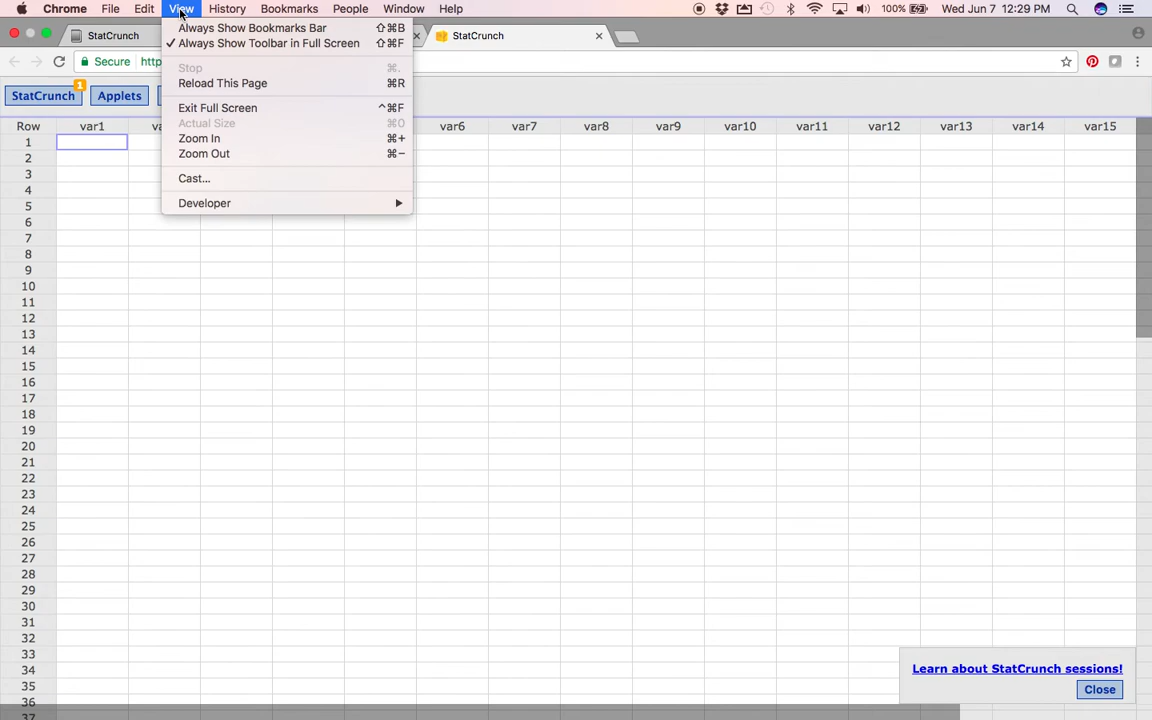 Chrome File Edit View History Bookmarks People Window Help 100% Wed Jun 7 12:29 PM
StatCrunch StatCrunch
Always Show Bookmarks Bar ⇧⌘B
✓ Always Show Toolbar in Full Screen ⇧⌘F
Stop ⌘.
Reload This Page ⌘R
Exit Full Screen ^⌘F
Actual Size ⌘0
Zoom In ⌘+
Zoom Out ⌘−
Cast...
Developer
Secure
StatCrunch 1 Applets
Row var1 var6 var7 var8 var9 var10 var11 var12 var13 var14 var15
1
2
3
4
5
6
7
8
9
10
11
12
13
14
15
16
17
18
19
20
21
22
23
24
25
26
27
28
29
30
31
32
33
34
35
36
37
Learn about StatCrunch sessions!
Close